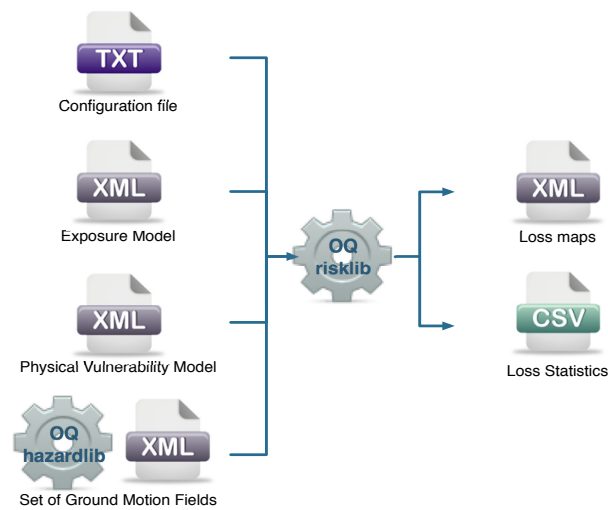 TXT
Configuration file
XML
Exposure Model
XML
Physical Vulnerability Model
OQ
hazardlib
XML
Set of Ground Motion Fields
OQ
risklib
XML
Loss maps
CSV
Loss Statistics